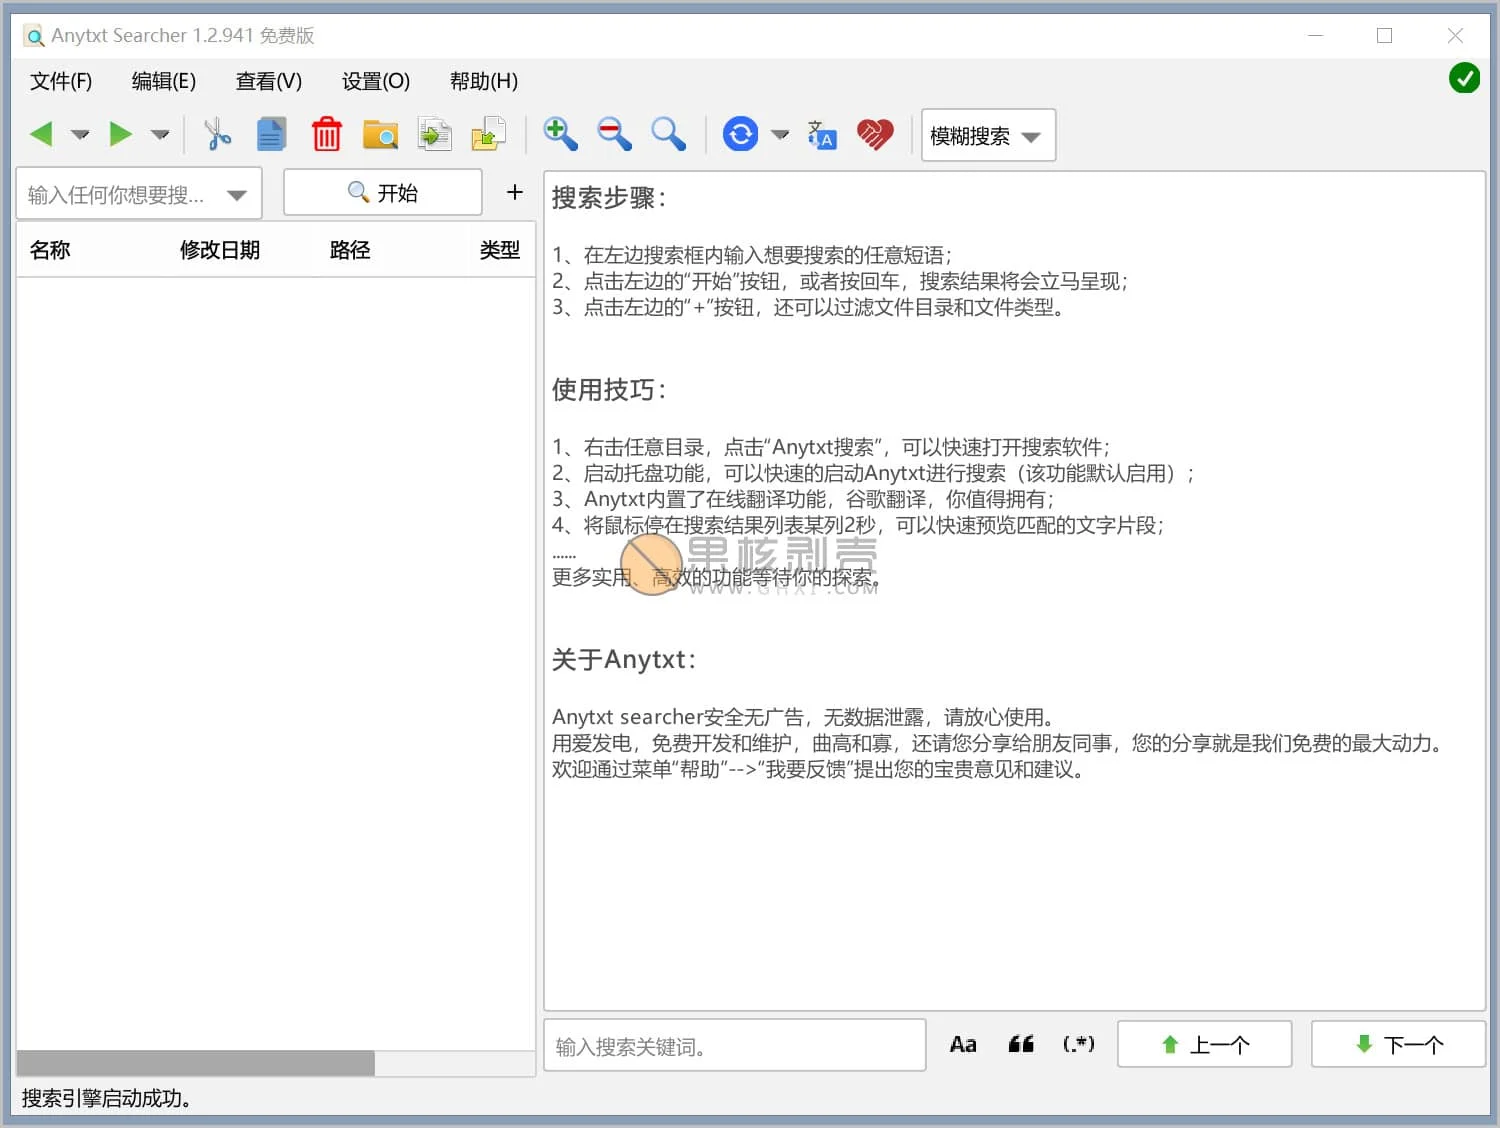 Anytxt Searcher 1.2.941 免费版
文件(F) 编辑(E) 查看(V) 设置(O) 帮助(H)
模糊搜索
输入任何你想要搜... 开始 +
名称 修改日期 路径 类型
搜索步骤：
1、在左边搜索框内输入想要搜索的任意短语；
2、点击左边的“开始”按钮，或者按回车，搜索结果将会立马呈现；
3、点击左边的“+”按钮，还可以过滤文件目录和文件类型。
使用技巧：
1、右击任意目录，点击“Anytxt搜索”，可以快速打开搜索软件；
2、启动托盘功能，可以快速的启动Anytxt进行搜索（该功能默认启用）；
3、Anytxt内置了在线翻译功能，谷歌翻译，你值得拥有；
4、将鼠标停在搜索结果列表某列2秒，可以快速预览匹配的文字片段；
......
果核剥壳
更多实用、高效的功能等待你的探索。
WWW.GHXI.COM
关于Anytxt：
Anytxt searcher安全无广告，无数据泄露，请放心使用。
用爱发电，免费开发和维护，曲高和寡，还请您分享给朋友同事，您的分享就是我们免费的最大动力。
欢迎通过菜单“帮助”-->“我要反馈”提出您的宝贵意见和建议。
输入搜索关键词。 Aa “ (.*) 上一个 下一个
搜索引擎启动成功。